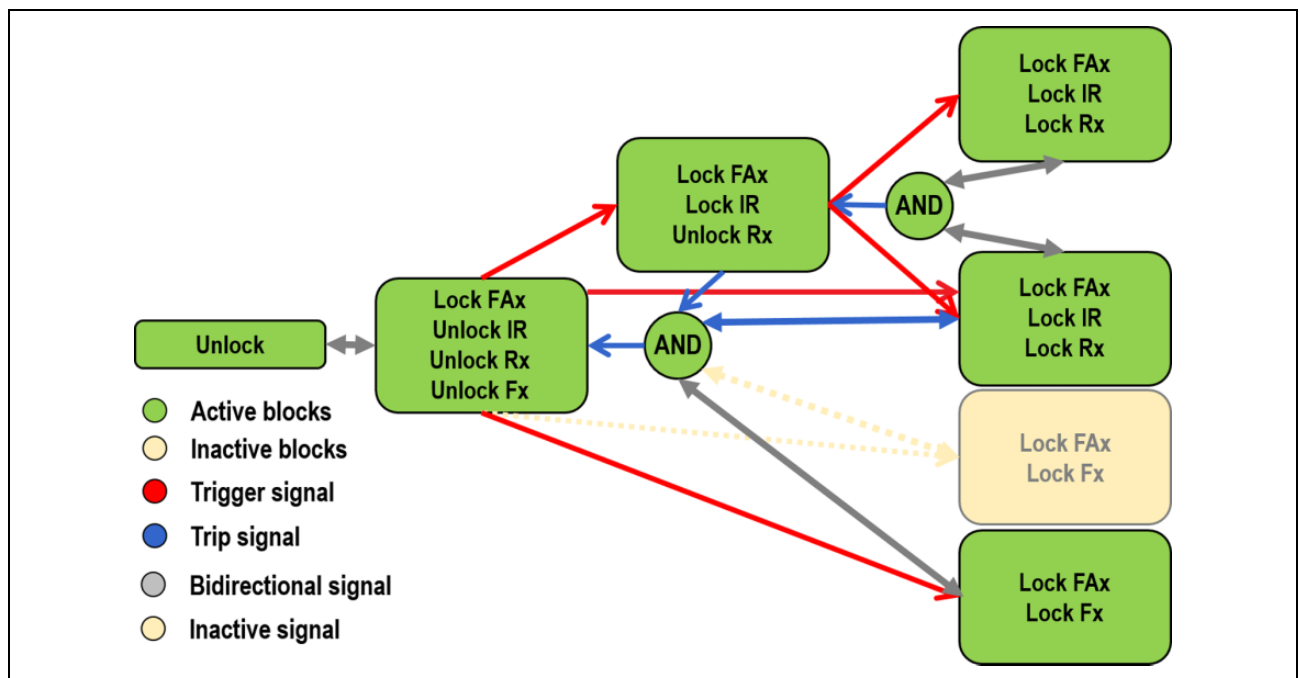 Lock FAx
Lock IR
Lock Rx
Lock FAx
Lock IR
Unlock Rx
AND
Lock FAx
Unlock IR
Unlock Rx
Unlock Fx
Lock FAx
Lock IR
Lock Rx
Unlock
AND
Active blocks
Inactive blocks
Trigger signal
Trip signal
Bidirectional signal
Inactive signal
Lock FAx
Lock Fx
Lock FAx
Lock Fx